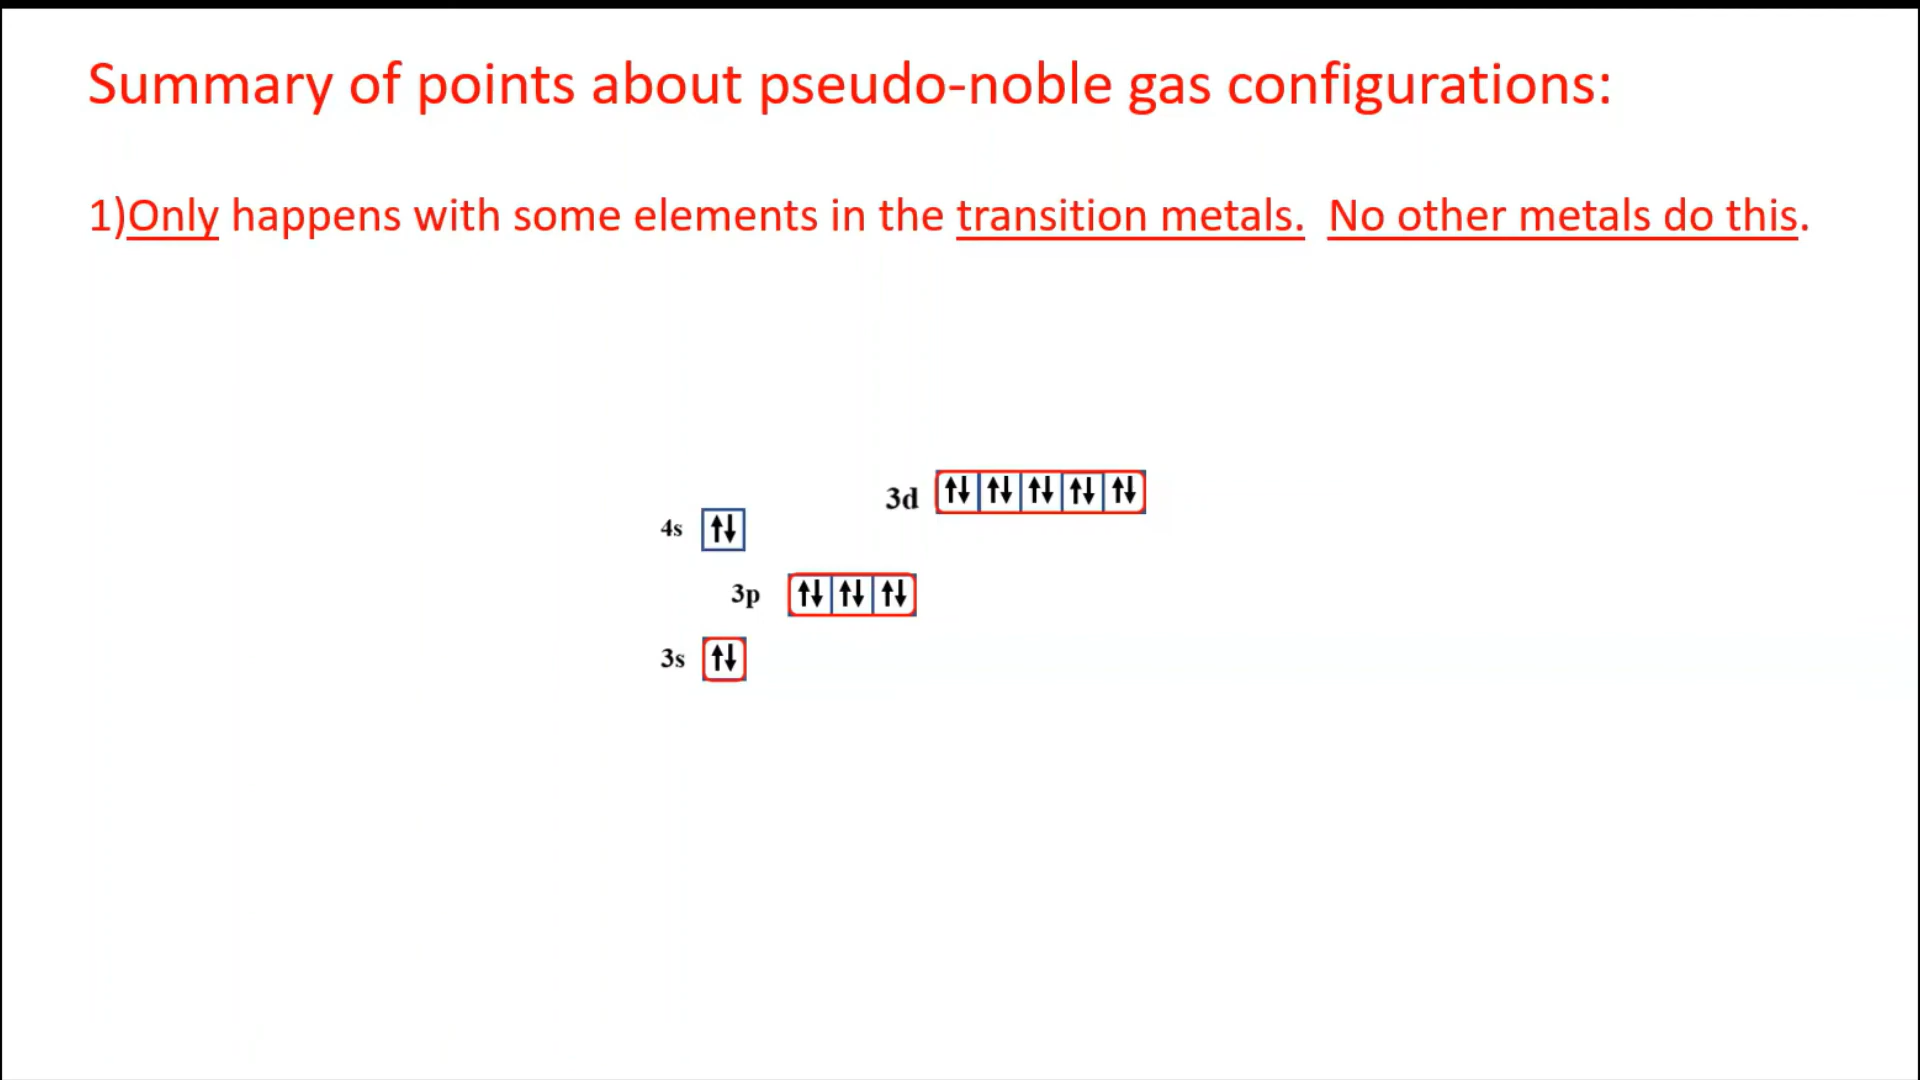 Summary of points about pseudo-noble gas configurations:
1)Only happens with some elements in the transition metals. No other metals do this.
3d ↑↓ ↑↓ ↑↓ ↑↓ ↑↓
4s ↑↓
3p ↑↓ ↑↓ ↑↓
3s ↑↓